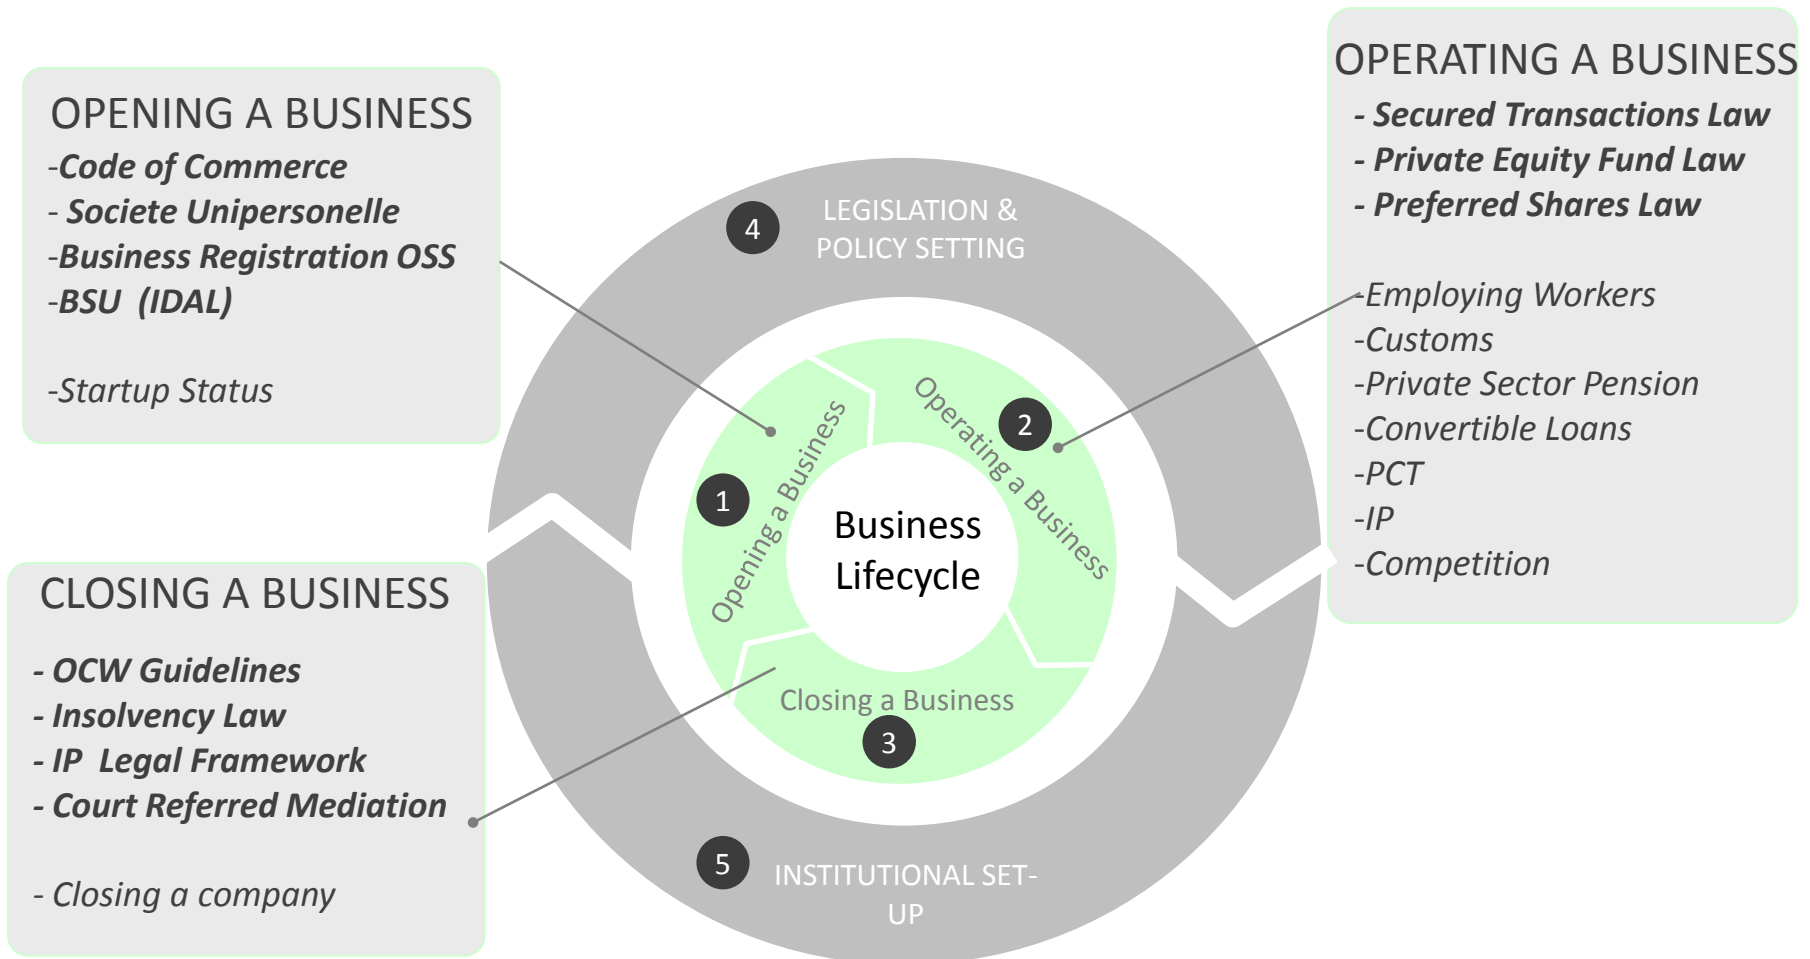 OPENING A BUSINESS
-Code of Commerce
- Societe Unipersonelle
-Business Registration OSS
-BSU (IDAL)
-Startup Status
CLOSING A BUSINESS
- OCW Guidelines
- Insolvency Law
- IP Legal Framework
- Court Referred Mediation
- Closing a company
4
LEGISLATION &
POLICY SETTING
1
Opening a Business
2
Operating a Business
Business
Lifecycle
Closing a Business
3
5
INSTITUTIONAL SET-
UP
OPERATING A BUSINESS
- Secured Transactions Law
- Private Equity Fund Law
- Preferred Shares Law
-Employing Workers
-Customs
-Private Sector Pension
-Convertible Loans
-PCT
-IP
-Competition